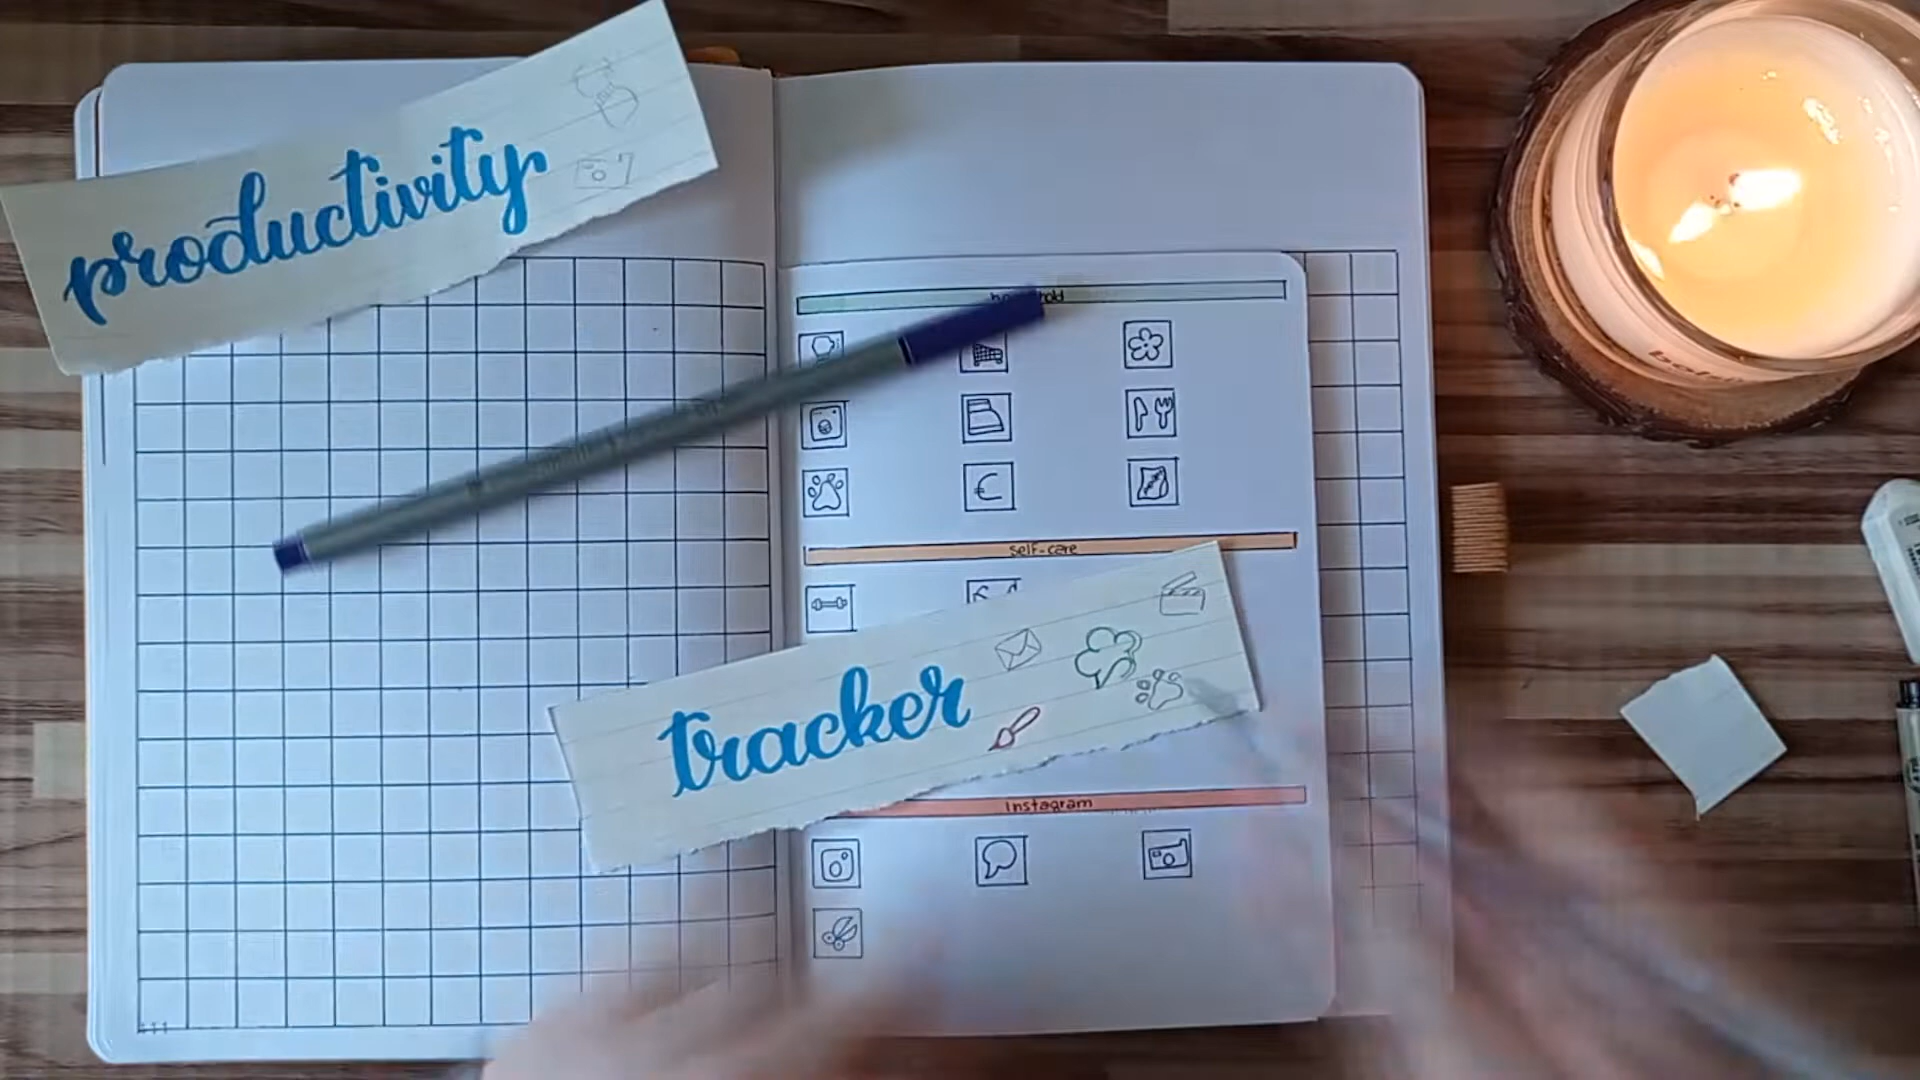 productivity
household
self-care
tracker
Instagram